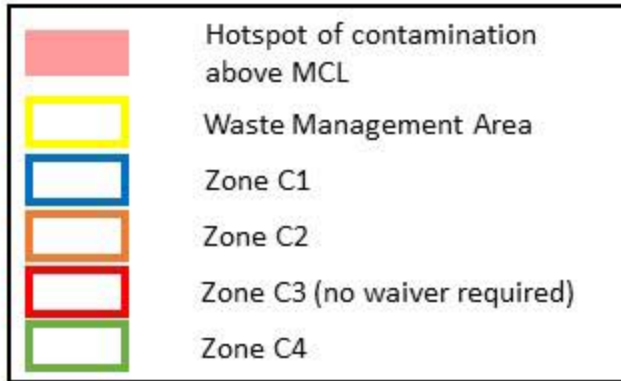 Hotspot of contamination
above MCL
Waste Management Area
Zone C1
Zone C2
Zone C3 (no waiver required)
Zone C4